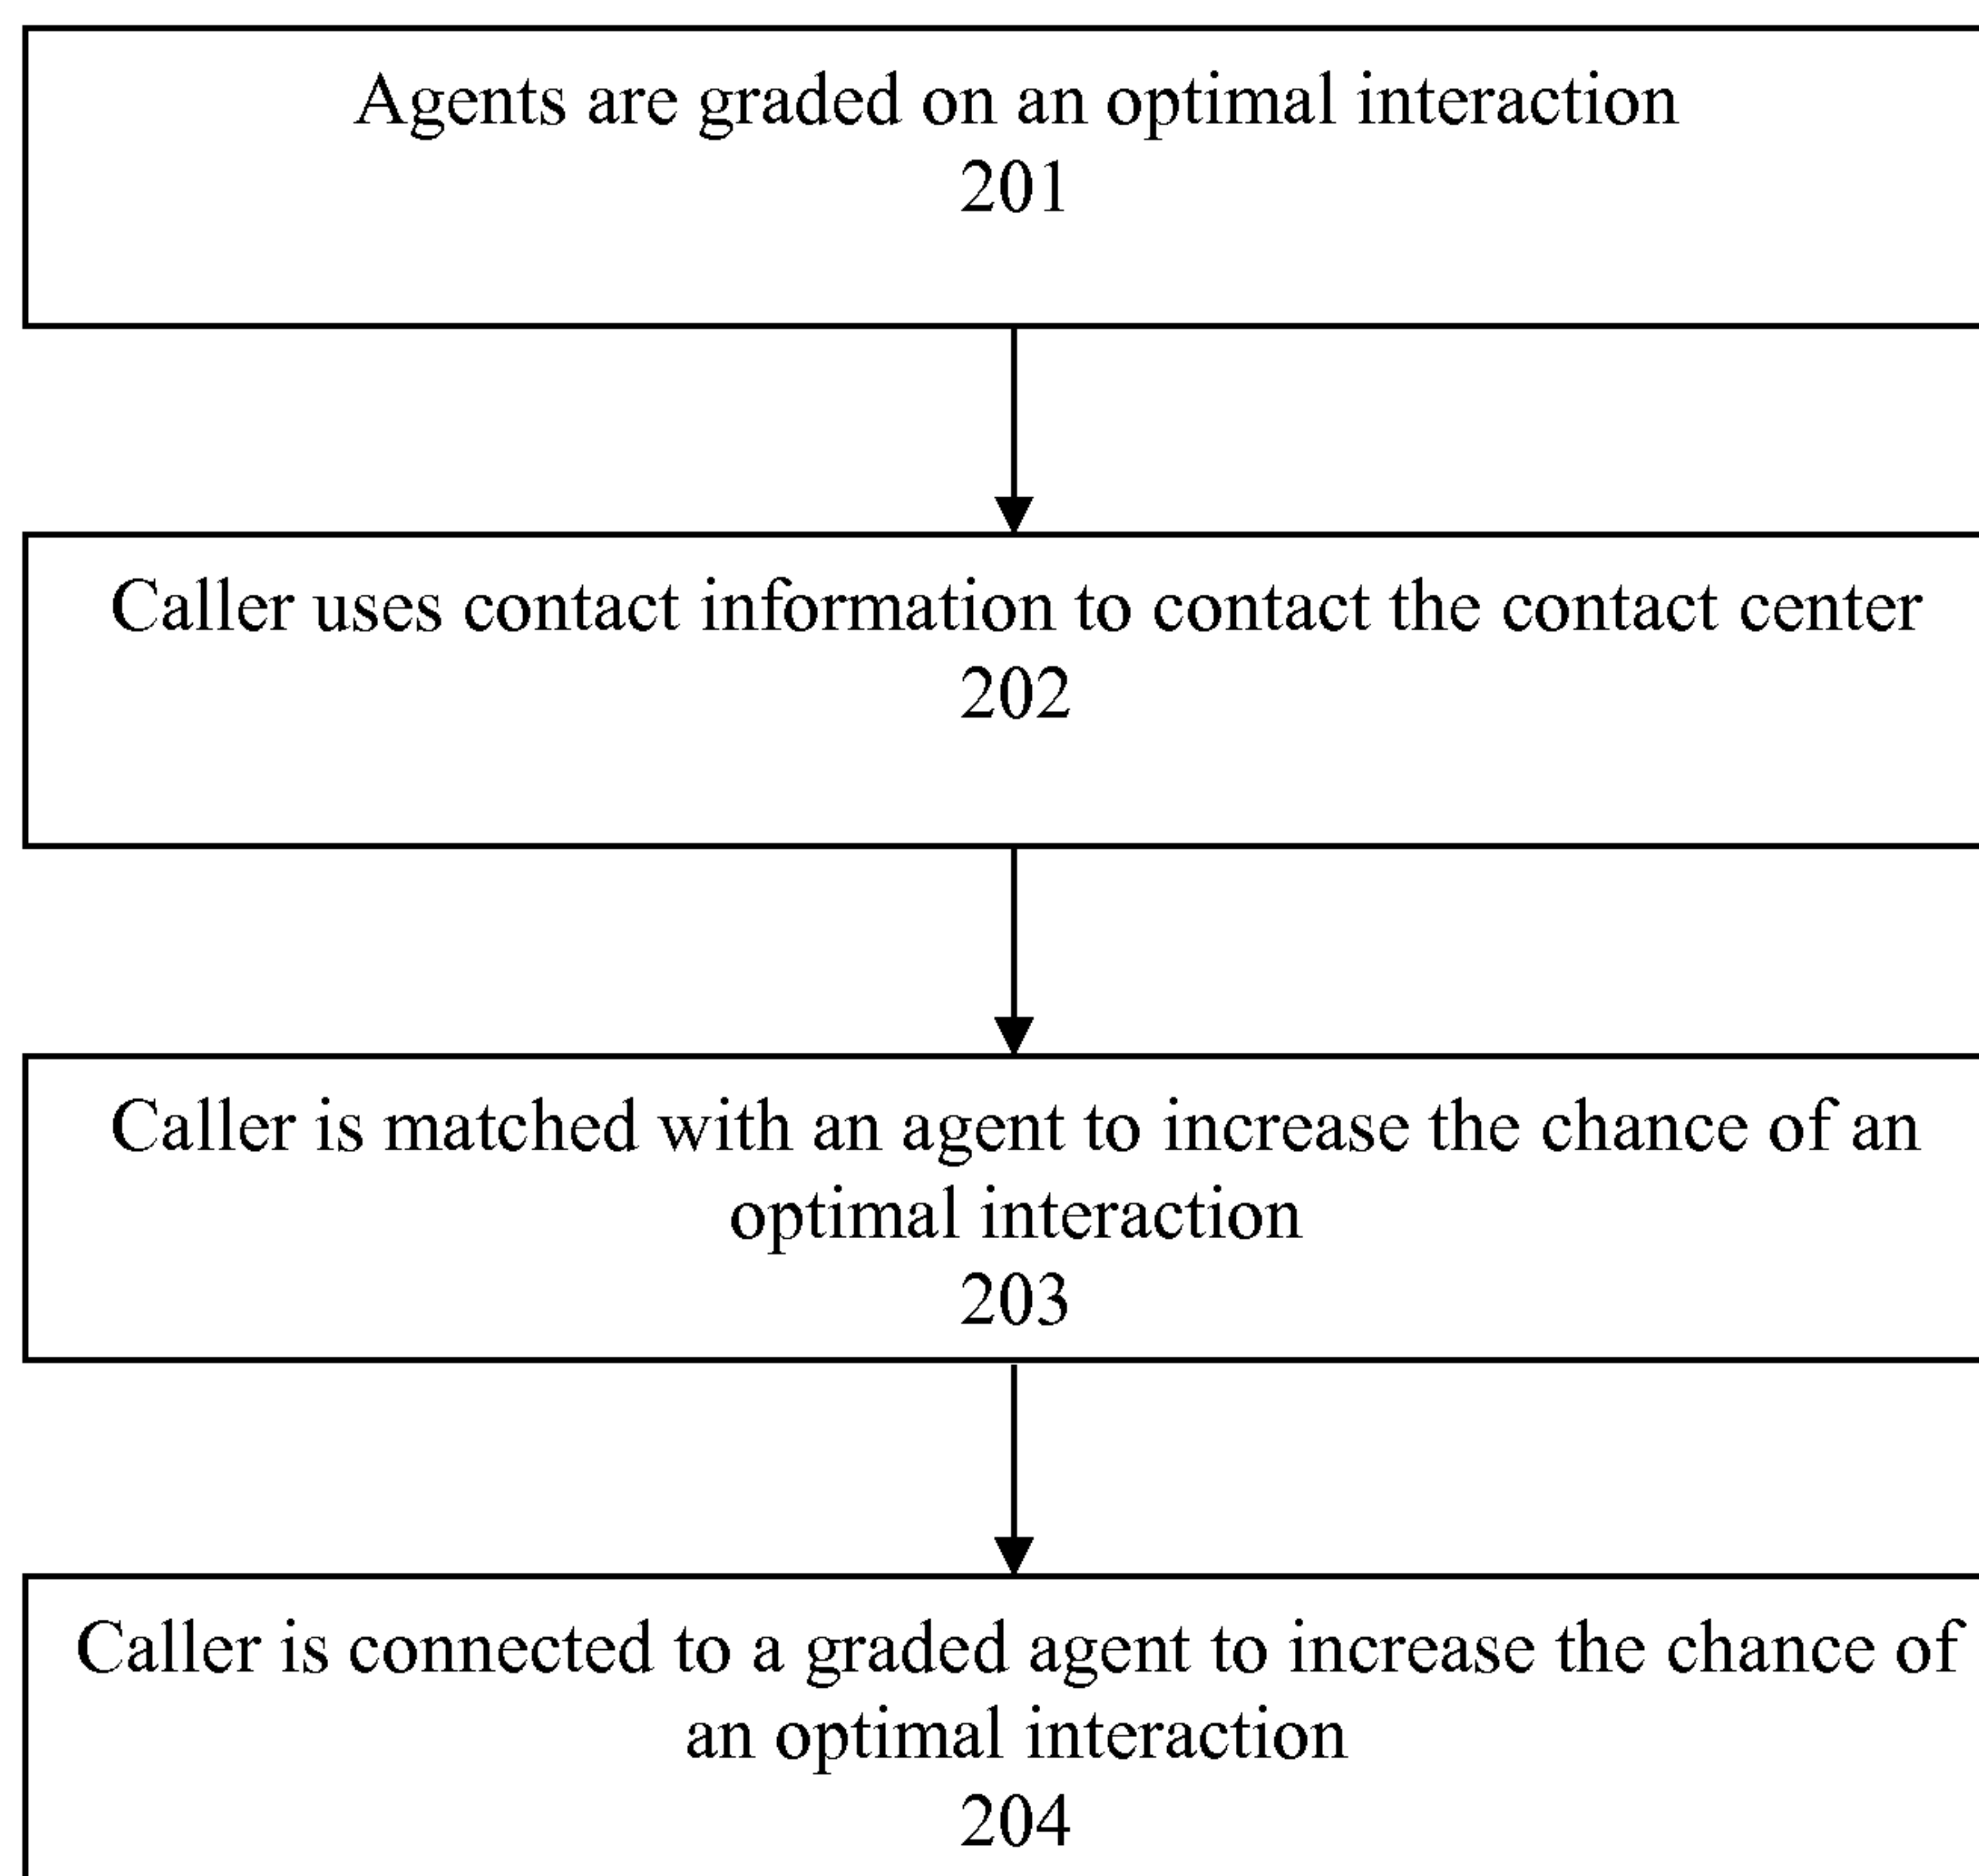 Agents are graded on an optimal interaction
201
Caller uses contact information to contact the contact center
202
Caller is matched with an agent to increase the chance of an
optimal interaction
203
Caller is connected to a graded agent to increase the chance of
an optimal interaction
204